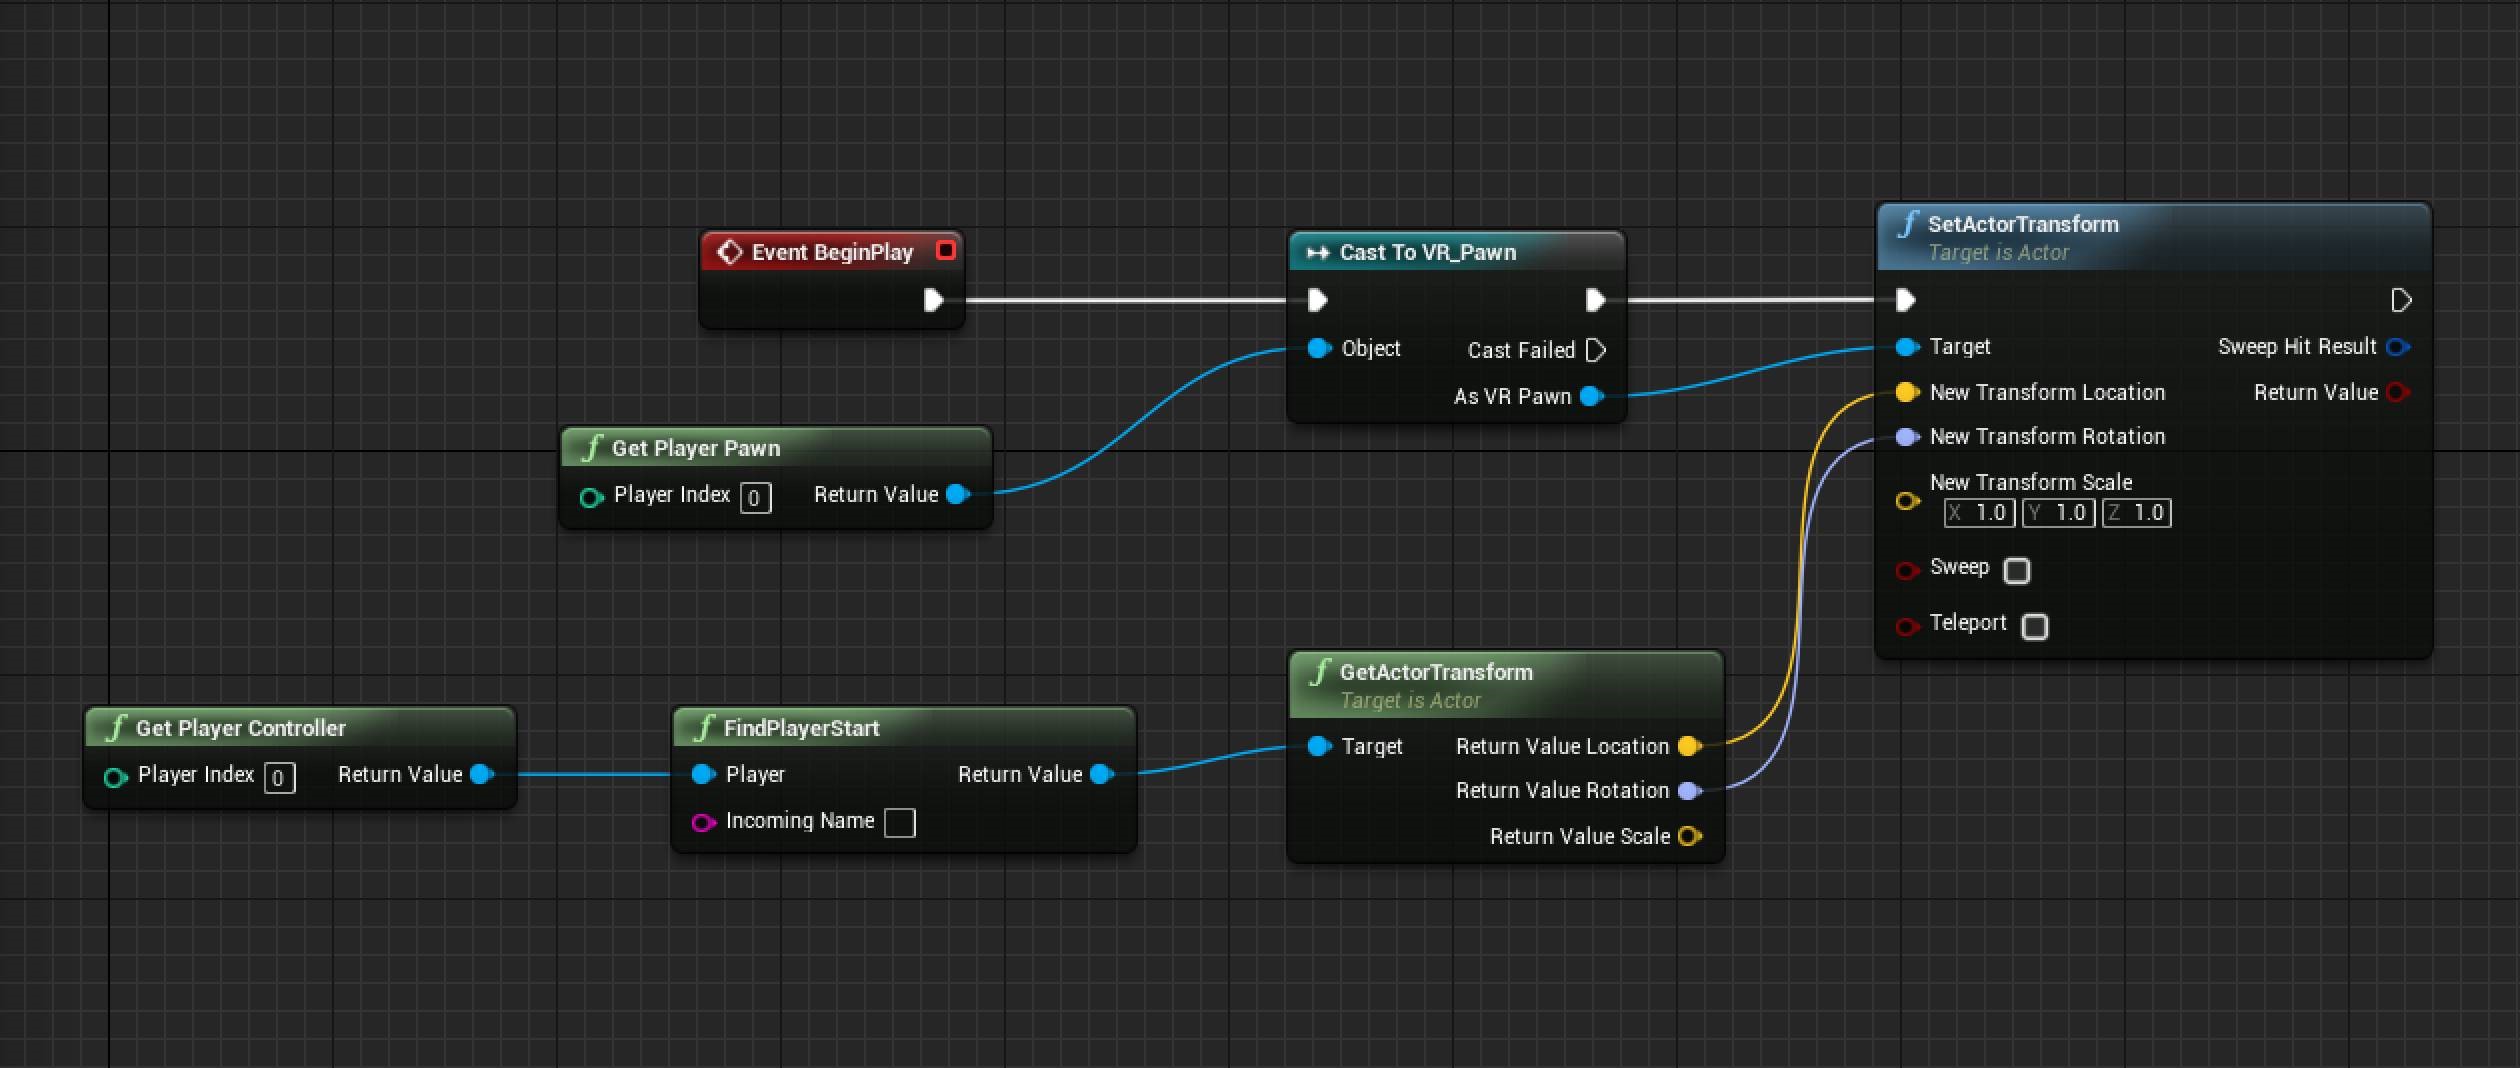 Event BeginPlay
Get Player Pawn
Player Index 0 Return Value
Get Player Controller
Player Index 0 Return Value
FindPlayerStart
Player Return Value
Incoming Name
Cast To VR_Pawn
Object Cast Failed
As VR Pawn
GetActorTransform
Target is Actor
Target Return Value Location
Return Value Rotation
Return Value Scale
SetActorTransform
Target is Actor
Target Sweep Hit Result
New Transform Location Return Value
New Transform Rotation
New Transform Scale
X 1.0 Y 1.0 Z 1.0
Sweep
Teleport